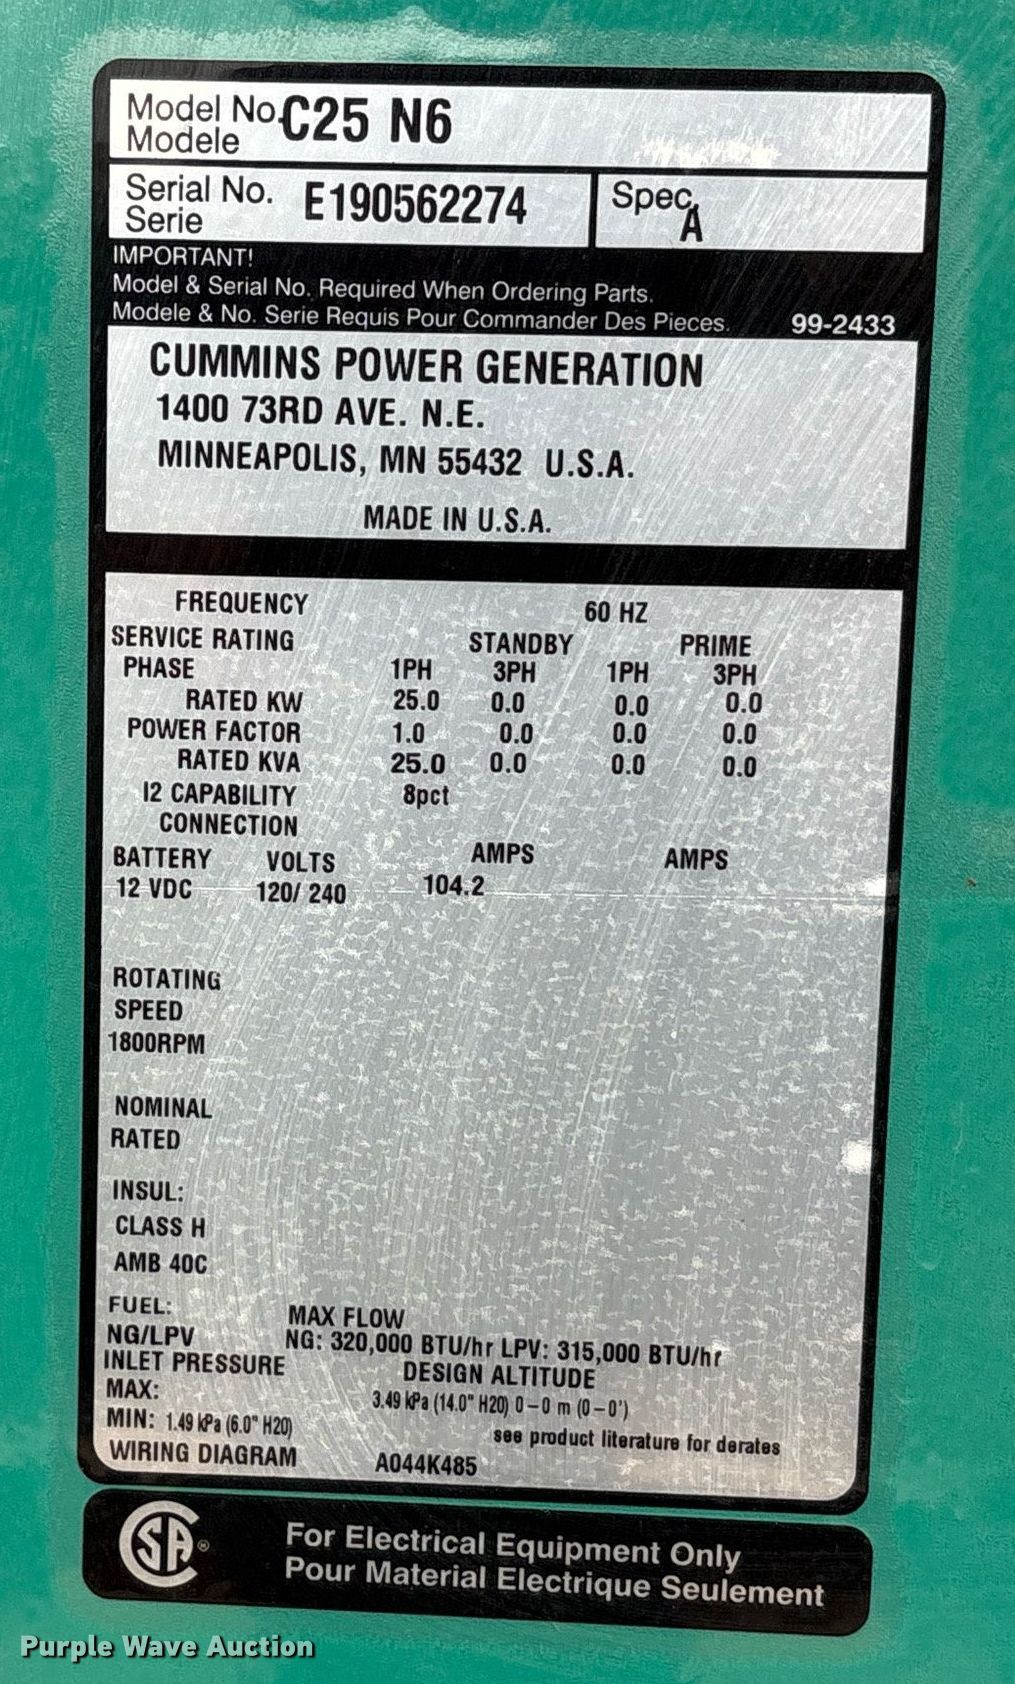 Model No. C25 N6
Modele
Serial No. E190562274 Spec. A
Serie
IMPORTANT!
Model & Serial No. Required When Ordering Parts.
Modele & No. Serie Requis Pour Commander Des Pieces. 99-2433
CUMMINS POWER GENERATION
1400 73RD AVE. N.E.
MINNEAPOLIS, MN 55432 U.S.A.
MADE IN U.S.A.
FREQUENCY 60 HZ
SERVICE RATING STANDBY PRIME
PHASE 1PH 3PH 1PH 3PH
RATED KW 25.0 0.0 0.0 0.0
POWER FACTOR 1.0 0.0 0.0 0.0
RATED KVA 25.0 0.0 0.0 0.0
I2 CAPABILITY 8pct
CONNECTION
BATTERY VOLTS AMPS AMPS
12 VDC 120/ 240 104.2
ROTATING
SPEED
1800RPM
NOMINAL
RATED
INSUL:
CLASS H
AMB 40C
FUEL: MAX FLOW
NG/LPV NG: 320,000 BTU/hr LPV: 315,000 BTU/hr
INLET PRESSURE DESIGN ALTITUDE
MAX: 3.49 kPa (14.0" H20) 0-0 m (0-0')
MIN: 1.49 kPa (6.0" H20) see product literature for derates
WIRING DIAGRAM A044K485
CSA ®
For Electrical Equipment Only
Pour Material Electrique Seulement
Purple Wave Auction